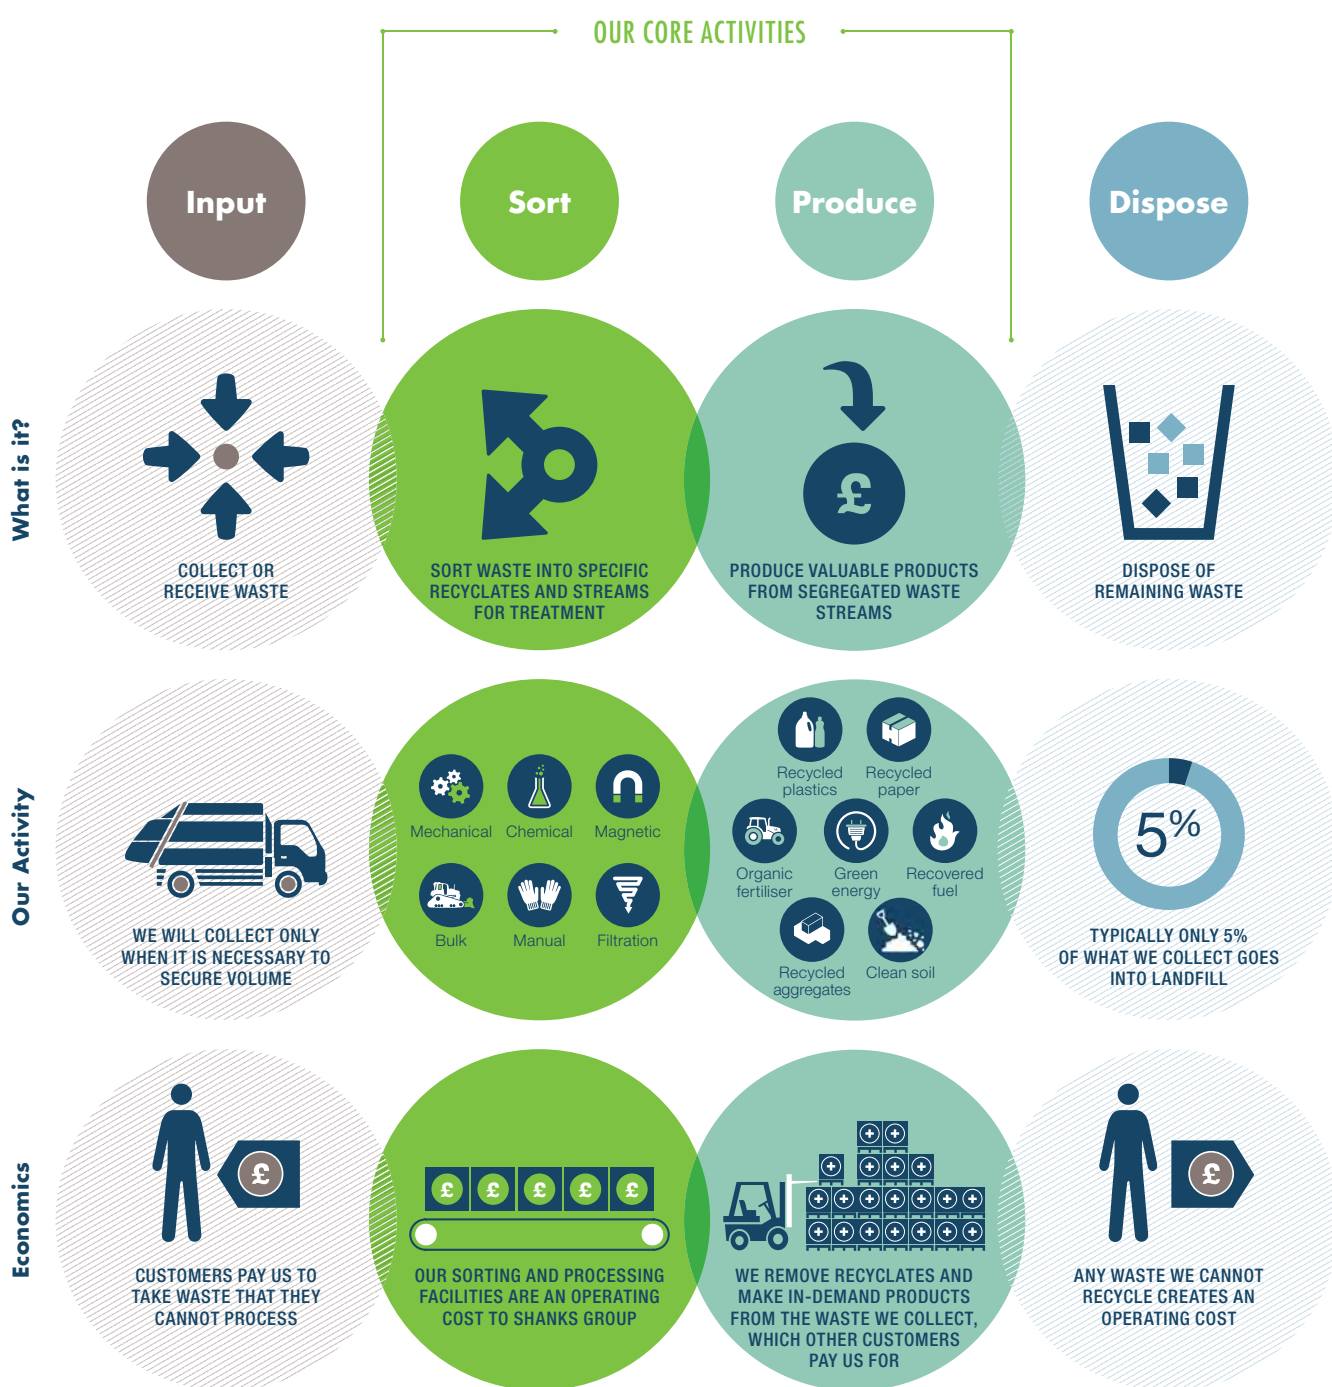 OUR CORE ACTIVITIES
Input
Sort
Produce
Dispose
What is it?
COLLECT OR
RECEIVE WASTE
SORT WASTE INTO SPECIFIC
RECYCLATES AND STREAMS
FOR TREATMENT
£
PRODUCE VALUABLE PRODUCTS
FROM SEGREGATED WASTE
STREAMS
DISPOSE OF
REMAINING WASTE
Our Activity
WE WILL COLLECT ONLY
WHEN IT IS NECESSARY TO
SECURE VOLUME
Mechanical
Chemical
Magnetic
Bulk
Manual
Filtration
Recycled
plastics
Recycled
paper
Organic
fertiliser
Green
energy
Recovered
fuel
Recycled
aggregates
Clean soil
5%
TYPICALLY ONLY 5%
OF WHAT WE COLLECT GOES
INTO LANDFILL
Economics
£
CUSTOMERS PAY US TO
TAKE WASTE THAT THEY
CANNOT PROCESS
£ £ £ £ £
OUR SORTING AND PROCESSING
FACILITIES ARE AN OPERATING
COST TO SHANKS GROUP
WE REMOVE RECYCLATES AND
MAKE IN-DEMAND PRODUCTS
FROM THE WASTE WE COLLECT,
WHICH OTHER CUSTOMERS
PAY US FOR
£
ANY WASTE WE CANNOT
RECYCLE CREATES AN
OPERATING COST